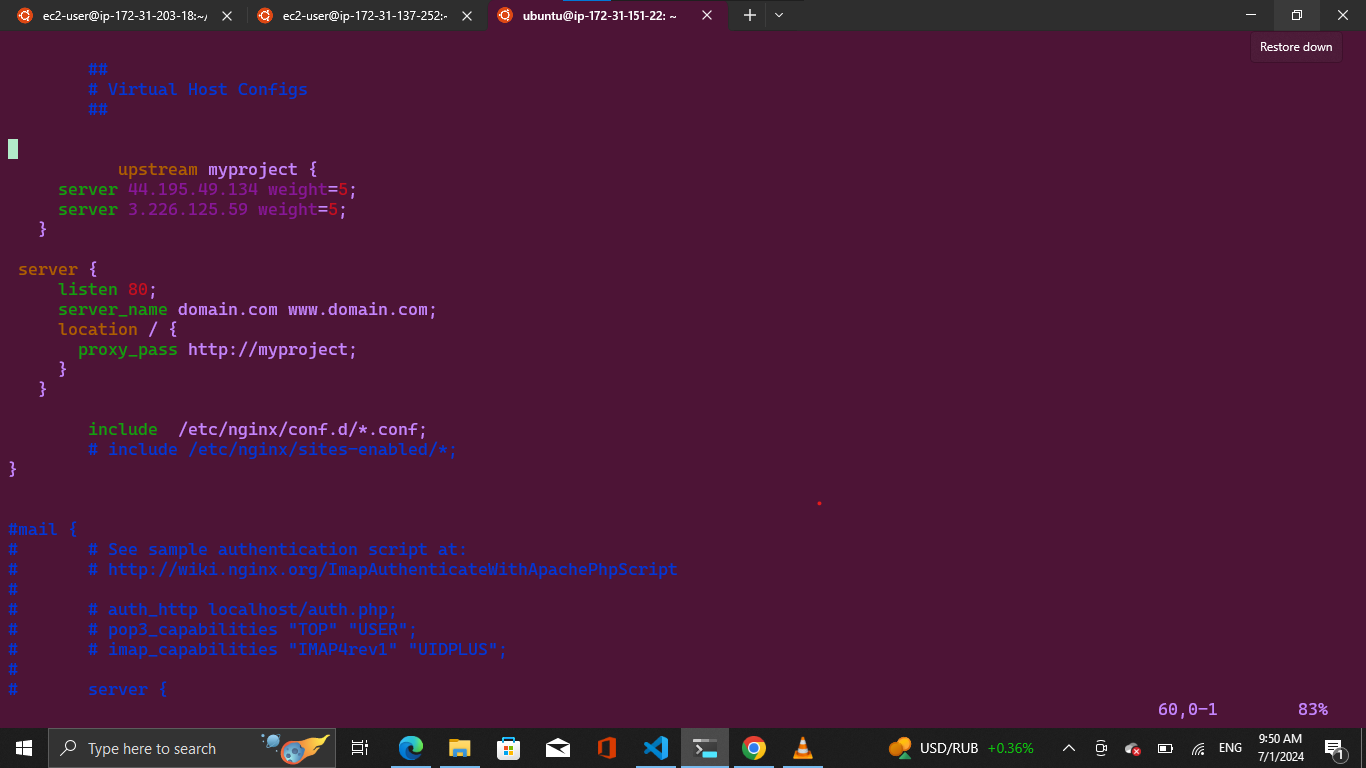 ec2-user@ip-172-31-203-18:~/
ec2-user@ip-172-31-137-252:~
ubuntu@ip-172-31-151-22: ~
Restore down
##
# Virtual Host Configs
##
upstream myproject {
server 44.195.49.134 weight=5;
server 3.226.125.59 weight=5;
}
server {
listen 80;
server_name domain.com www.domain.com;
location / {
proxy_pass http://myproject;
}
}
include /etc/nginx/conf.d/*.conf;
# include /etc/nginx/sites-enabled/*;
}
#mail {
# # See sample authentication script at:
# # http://wiki.nginx.org/ImapAuthenticateWithApachePhpScript
#
# # auth_http localhost/auth.php;
# # pop3_capabilities "TOP" "USER";
# # imap_capabilities "IMAP4rev1" "UIDPLUS";
#
# server {
60,0-1 83%
Type here to search
USD/RUB +0.36%
ENG
9:50 AM
7/1/2024
1